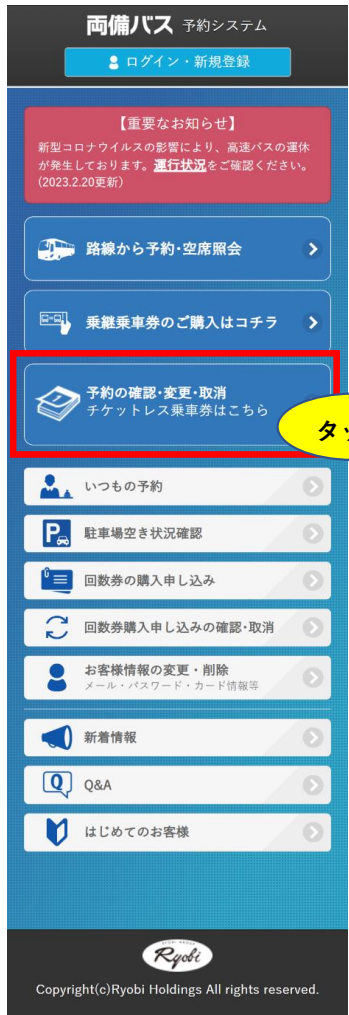 両備バス 予約システム
ログイン・新規登録
【重要なお知らせ】
新型コロナウイルスの影響により、高速バスの運休
が発生しております。運行状況をご確認ください。
(2023.2.20更新)
路線から予約・空席照会
乗継乗車券のご購入はコチラ
予約の確認・変更・取消
チケットレス乗車券はこちら
タッ
いつもの予約
駐車場空き状況確認
回数券の購入申し込み
回数券購入申し込みの確認・取消
お客様情報の変更・削除
メール・パスワード・カード情報等
新着情報
Q&A
はじめてのお客様
Ryobi
Copyright(c)Ryobi Holdings All rights reserved.